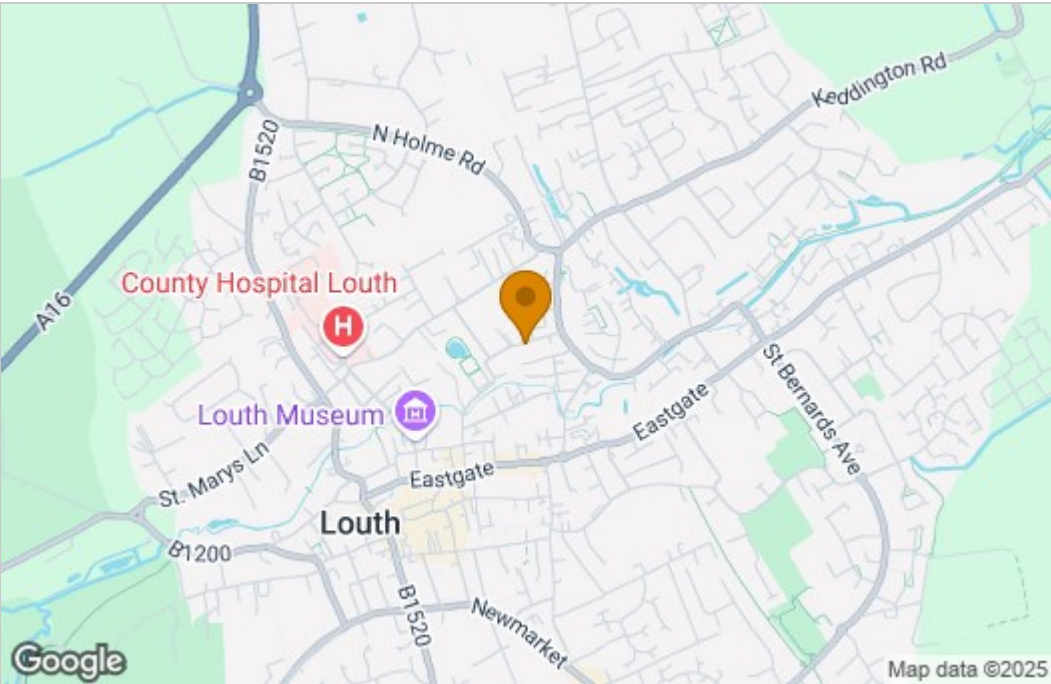 Keddington Rd
N Holme Rd
B1520
County Hospital Louth
H
A16
Louth Museum
St Bernards Ave
Eastgate
Eastgate
St. Marys Ln
Louth
B1200
B1520
Newmarket
Google
Map data ©2025